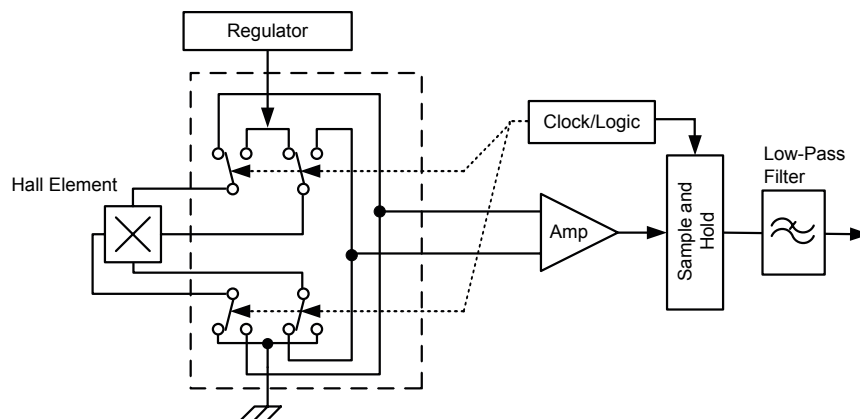 Regulator
Clock/Logic
Low-Pass
Filter
Hall Element
Amp
Sample and
Hold